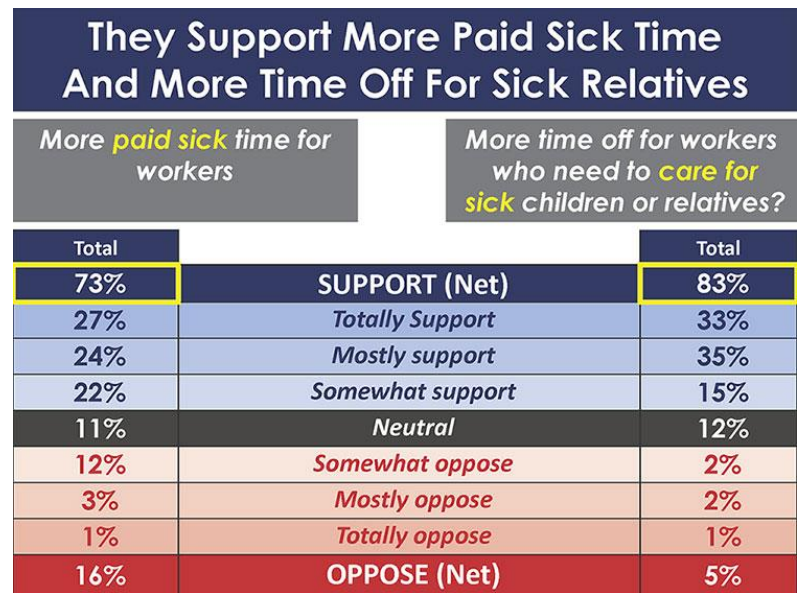 They Support More Paid Sick Time
And More Time Off For Sick Relatives
More paid sick time for
workers
More time off for workers
who need to care for
sick children or relatives?
Total Total
73% SUPPORT (Net) 83%
27% Totally Support 33%
24% Mostly support 35%
22% Somewhat support 15%
11% Neutral 12%
12% Somewhat oppose 2%
3% Mostly oppose 2%
1% Totally oppose 1%
16% OPPOSE (Net) 5%